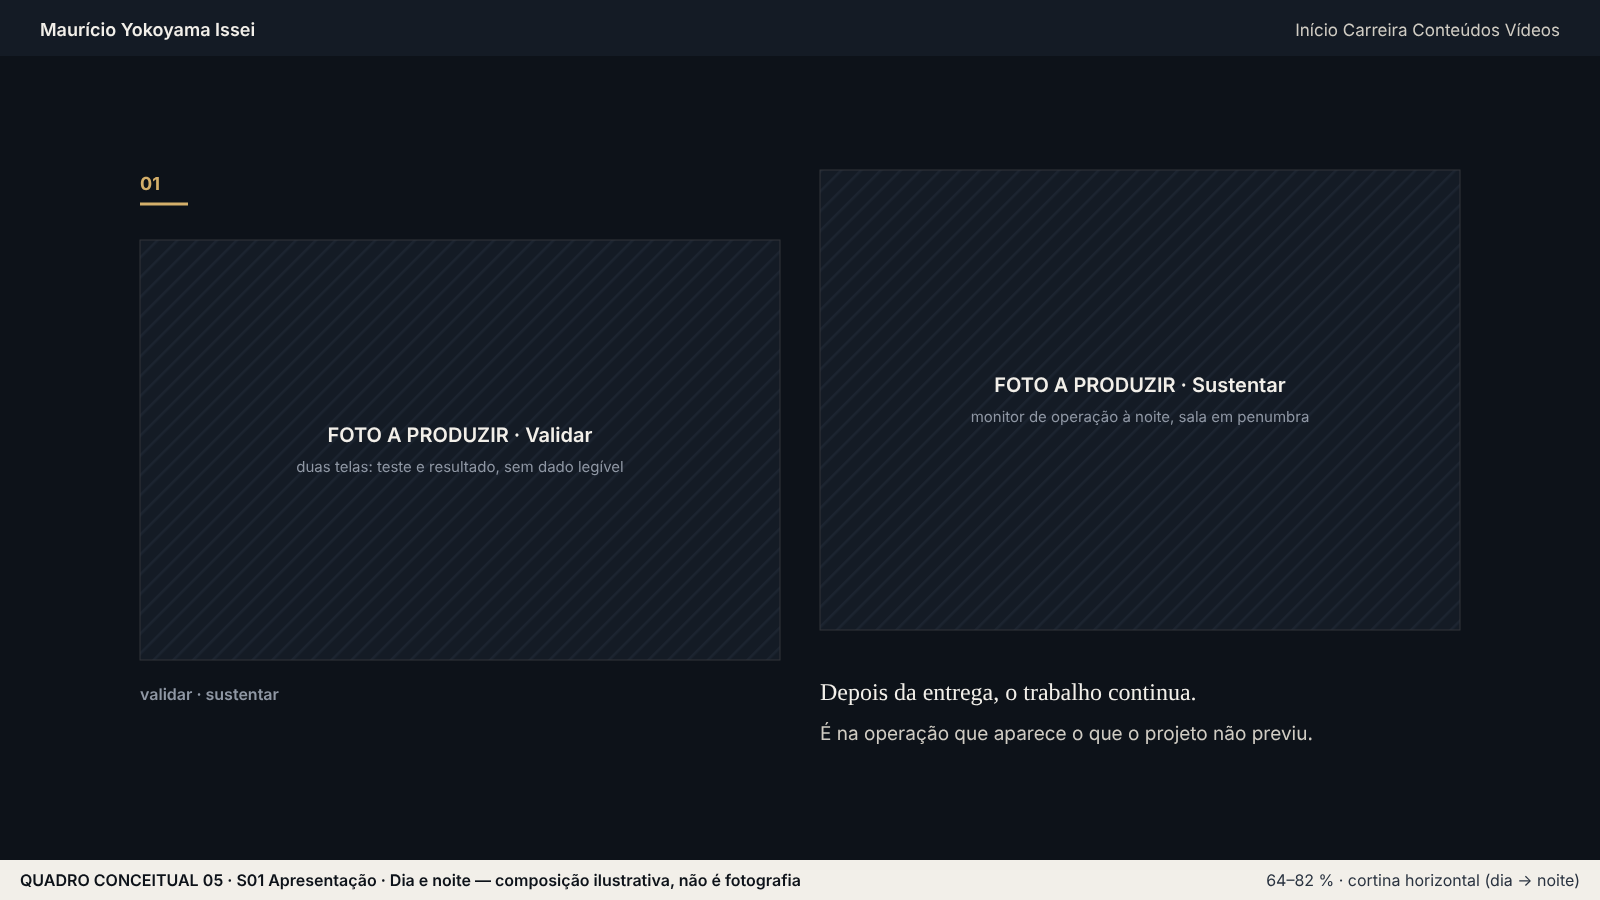 Maurício Yokoyama Issei
Início Carreira Conteúdos Vídeos
01
FOTO A PRODUZIR · Validar
duas telas: teste e resultado, sem dado legível
validar · sustentar
FOTO A PRODUZIR · Sustentar
monitor de operação à noite, sala em penumbra
Depois da entrega, o trabalho continua.
É na operação que aparece o que o projeto não previu.
QUADRO CONCEITUAL 05 · S01 Apresentação · Dia e noite — composição ilustrativa, não é fotografia
64–82 % · cortina horizontal (dia → noite)